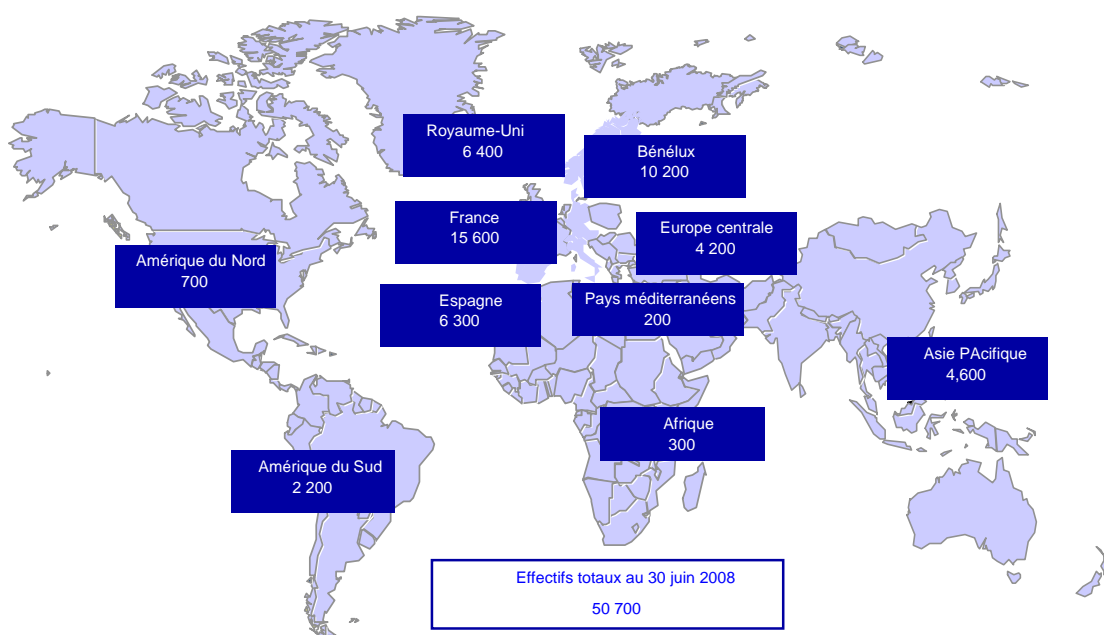 Royaume-Uni
6 400
Bénélux
10 200
France
15 600
Europe centrale
4 200
Amérique du Nord
700
Espagne
6 300
Pays méditerranéens
200
Asie PAcifique
4,600
Afrique
300
Amérique du Sud
2 200
Effectifs totaux au 30 juin 2008
50 700